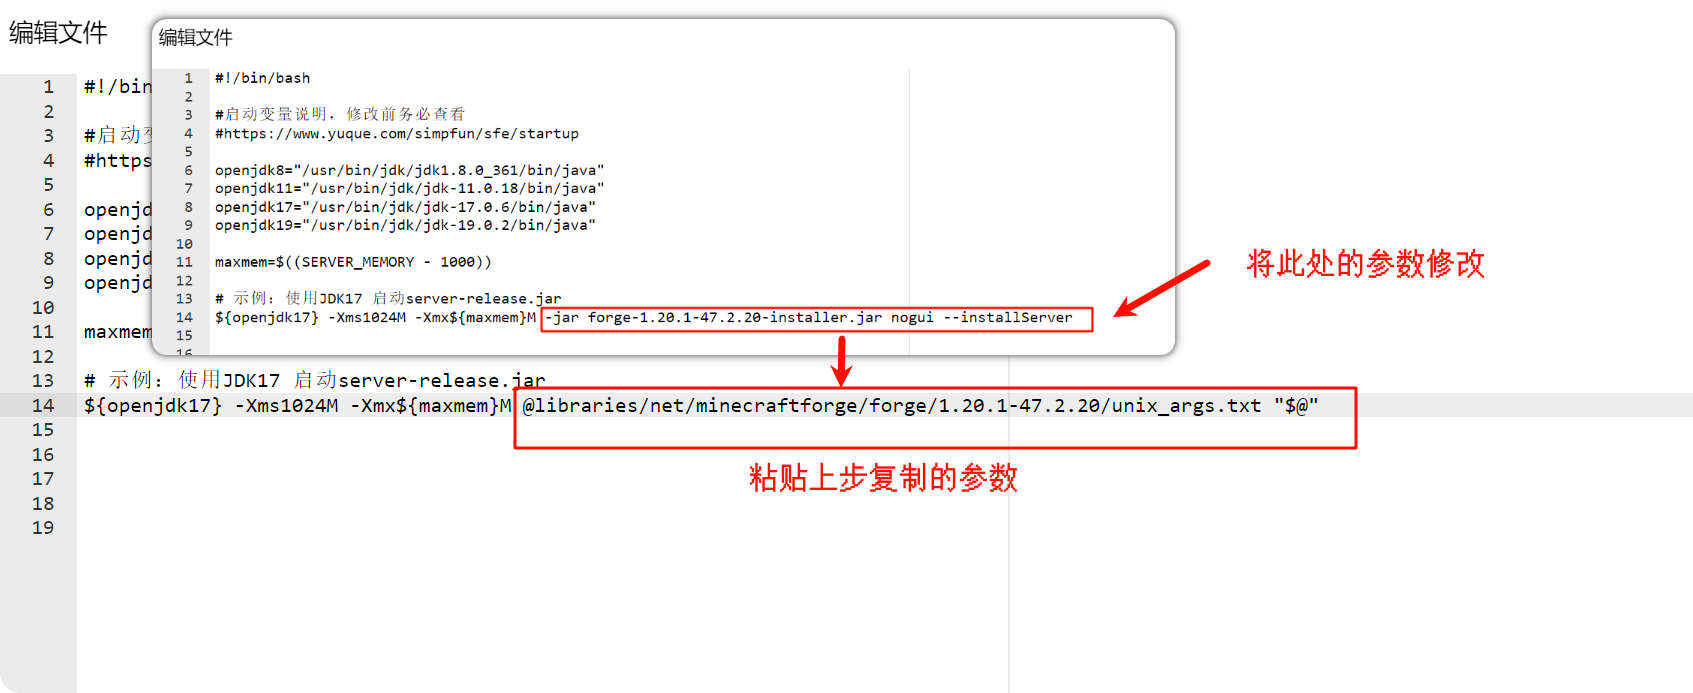 编辑文件
1 #!/bin
2
3 #启动变
4 #https
5
6 openjd
7 openjd
8 openjd
9 openjd
10
11 maxmem
12
13 # 示例：使用JDK17 启动server-release.jar
14 ${openjdk17} -Xms1024M -Xmx${maxmem}M @libraries/net/minecraftforge/forge/1.20.1-47.2.20/unix_args.txt "$@"
15
16
17
18
19
编辑文件
1 #!/bin/bash
2
3 #启动变量说明，修改前务必查看
4 #https://www.yuque.com/simpfun/sfe/startup
5
6 openjdk8="/usr/bin/jdk/jdk1.8.0_361/bin/java"
7 openjdk11="/usr/bin/jdk/jdk-11.0.18/bin/java"
8 openjdk17="/usr/bin/jdk/jdk-17.0.6/bin/java"
9 openjdk19="/usr/bin/jdk/jdk-19.0.2/bin/java"
10
11 maxmem=$((SERVER_MEMORY - 1000))
12
13 # 示例：使用JDK17 启动server-release.jar
14 ${openjdk17} -Xms1024M -Xmx${maxmem}M -jar forge-1.20.1-47.2.20-installer.jar nogui --installServer
15
16
将此处的参数修改
粘贴上步复制的参数